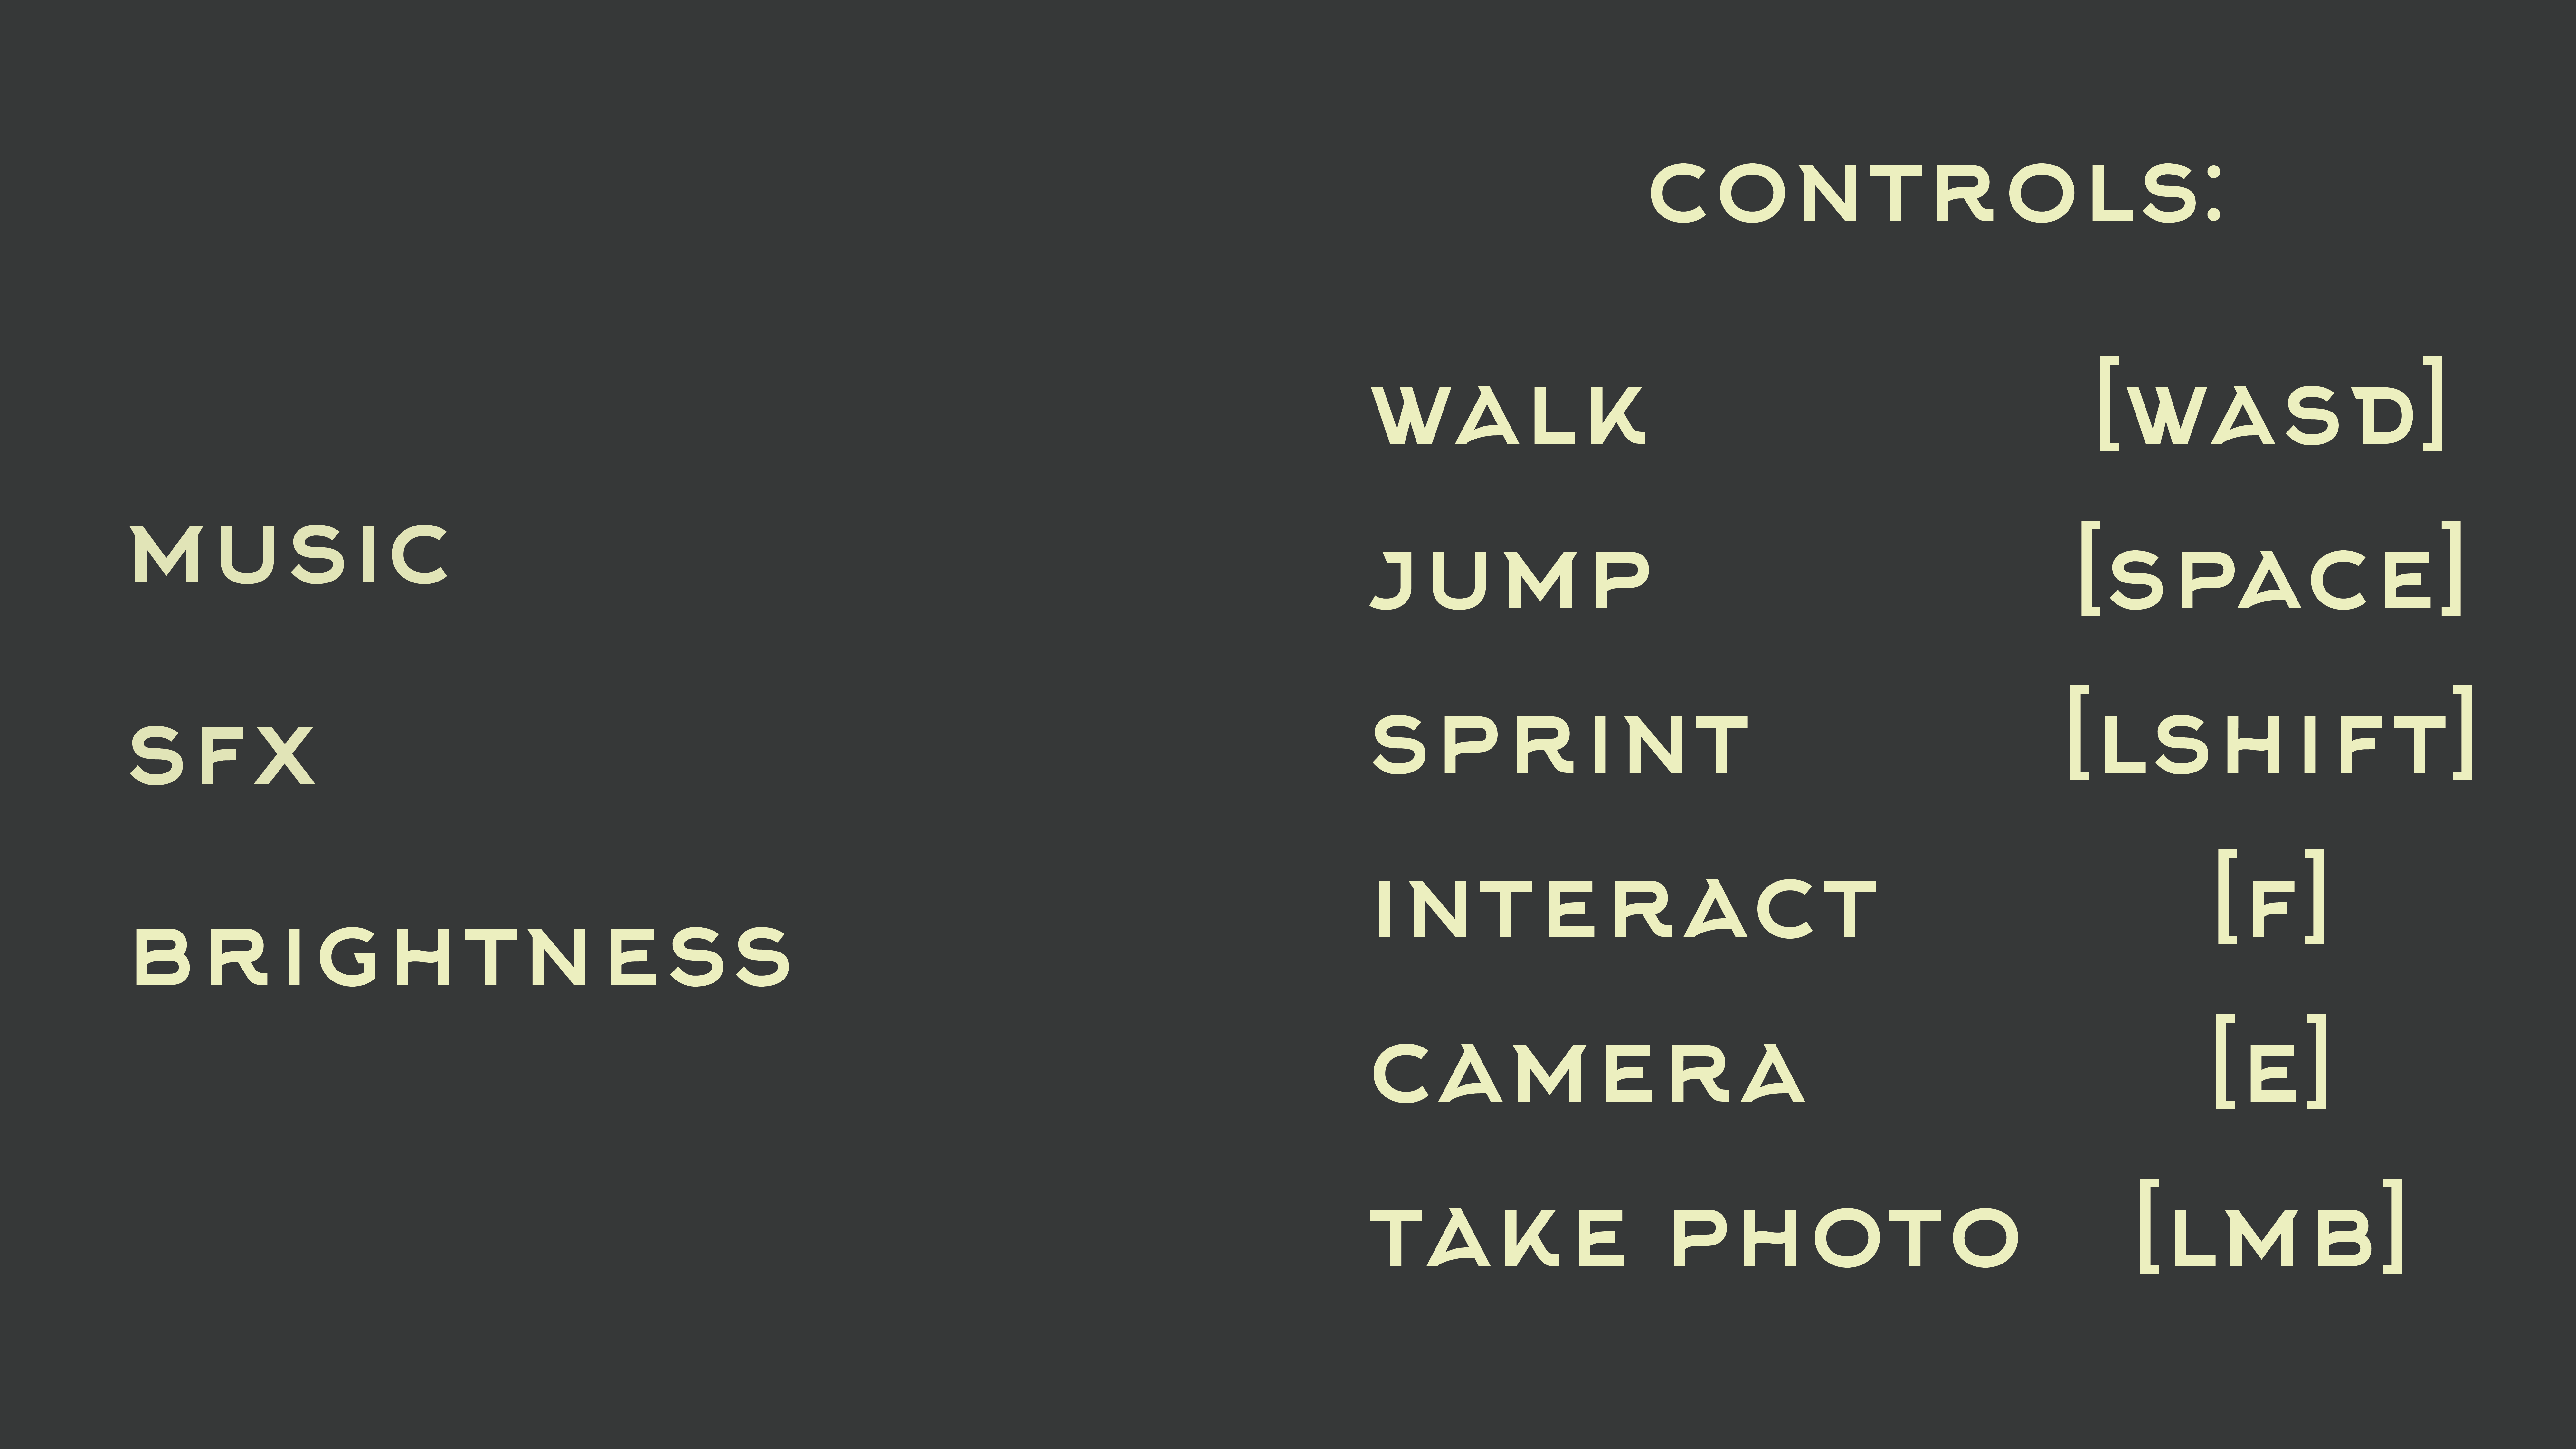 CONTROLS:
WALK [WASD]
MUSIC
JUMP [SPACE]
SFX
SPRINT [LSHIFT]
BRIGHTNESS
INTERACT [F]
CAMERA [E]
TAKE PHOTO [LMB]